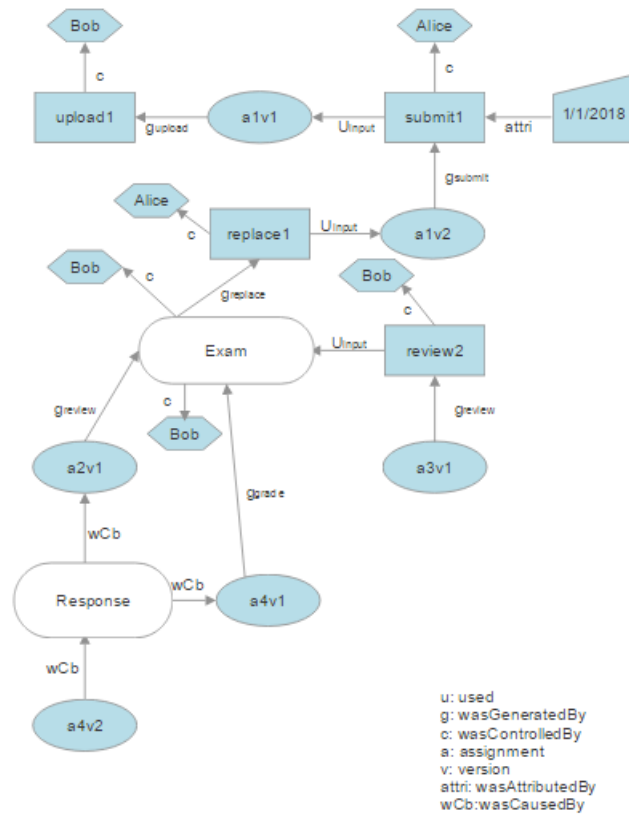 Bob
Alice
c
c
upload1
gupload
a1v1
Uinput
submit1
attri
1/1/2018
gsubmit
Alice
c
replace1
Uinput
a1v2
Bob
c
greplace
Bob
c
Exam
Uinput
review2
c
Bob
greview
greview
a2v1
a3v1
ggrade
wCb
Response
wCb
a4v1
wCb
a4v2
u: used
g: wasGeneratedBy
c: wasControlledBy
a: assignment
v: version
attri: wasAttributedBy
wCb:wasCausedBy